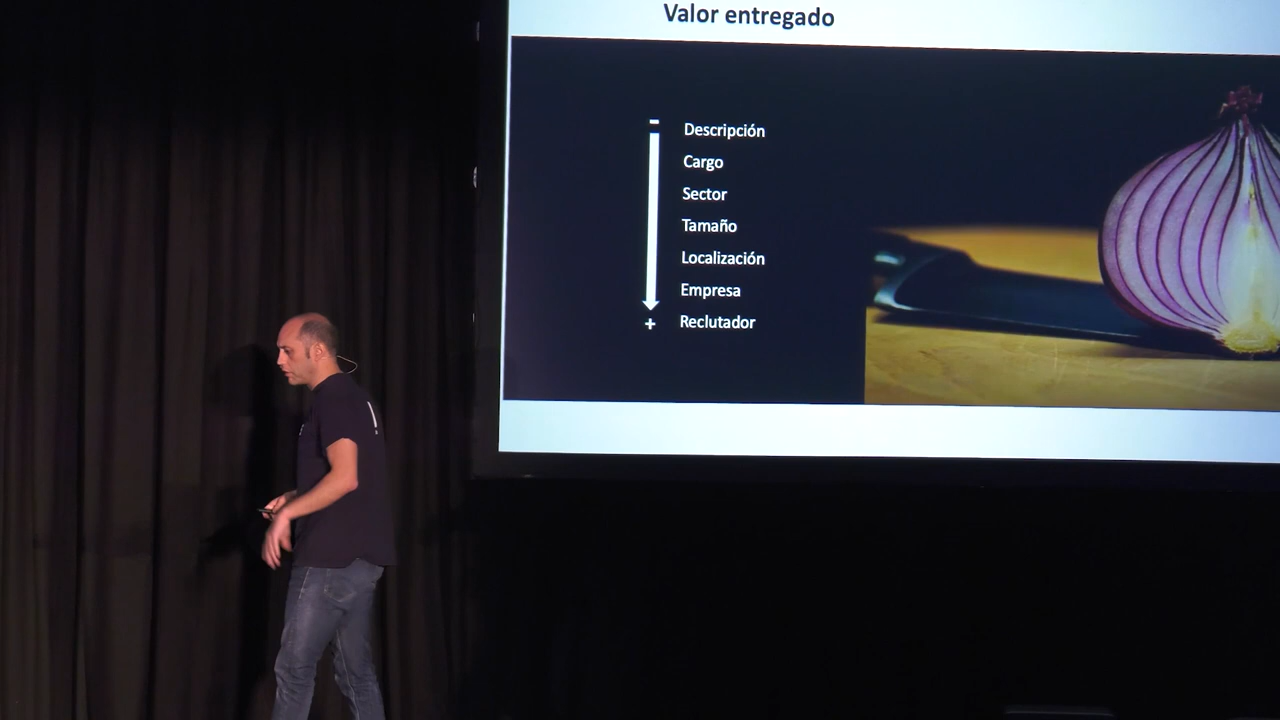 Valor entregado
-
Descripción
Cargo
Sector
Tamaño
Localización
Empresa
+ Reclutador